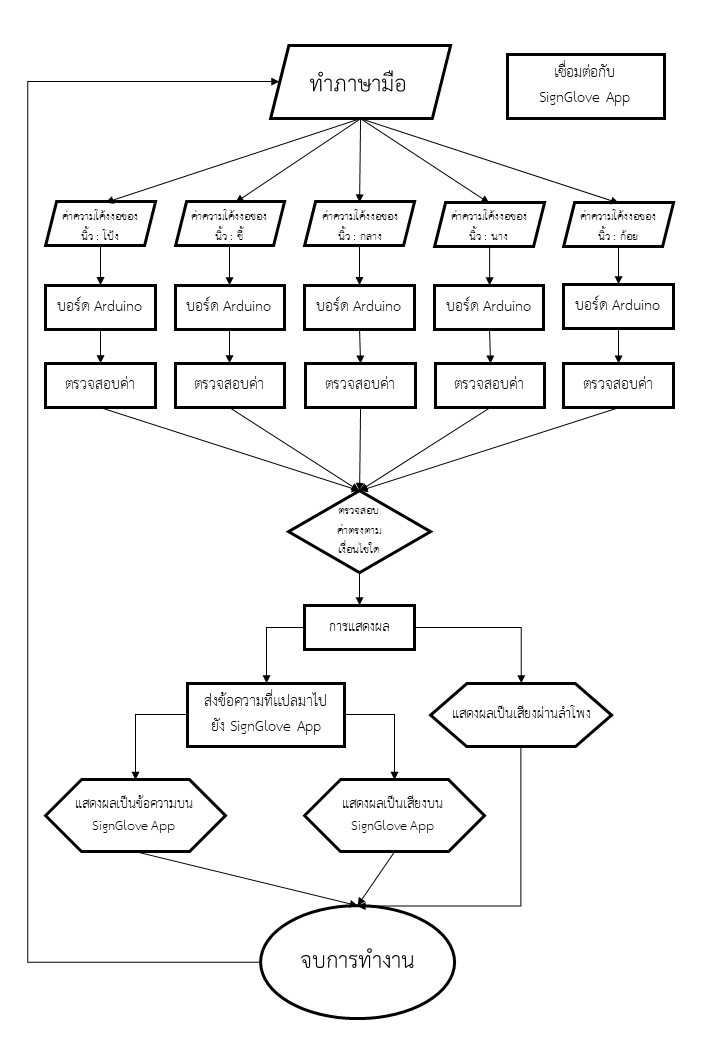 ทำภาษามือ
เชื่อมต่อกับ
SignGlove App
ค่าความโค้งงอของ
นิ้ว : โป้ง
ค่าความโค้งงอของ
นิ้ว : ชี้
ค่าความโค้งงอของ
นิ้ว : กลาง
ค่าความโค้งงอของ
นิ้ว : นาง
ค่าความโค้งงอของ
นิ้ว : ก้อย
บอร์ด Arduino
บอร์ด Arduino
บอร์ด Arduino
บอร์ด Arduino
บอร์ด Arduino
ตรวจสอบค่า
ตรวจสอบค่า
ตรวจสอบค่า
ตรวจสอบค่า
ตรวจสอบค่า
ตรวจสอบ
ค่าตรงตาม
เงื่อนไขใด
การแสดงผล
ส่งข้อความที่แปลมาไป
ยัง SignGlove App
แสดงผลเป็นเสียงผ่านลำโพง
แสดงผลเป็นข้อความบน
SignGlove App
แสดงผลเป็นเสียงบน
SignGlove App
จบการทำงาน